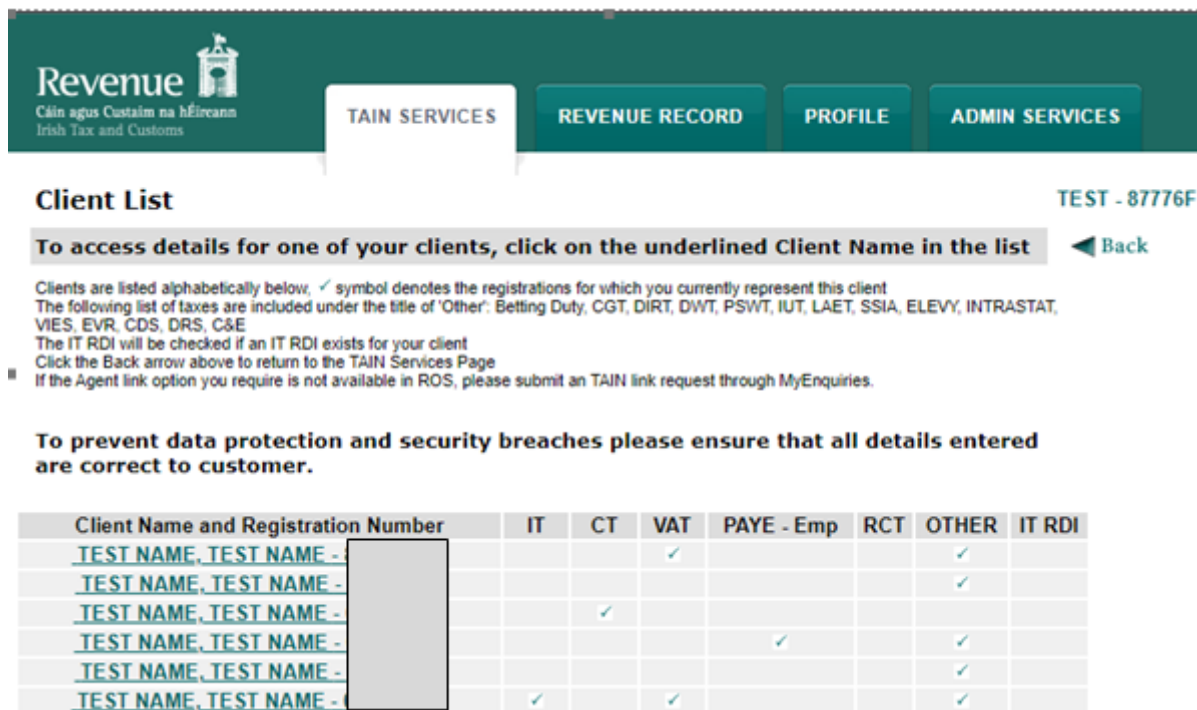 Revenue
Cáin agus Custaim na hÉireann
Irish Tax and Customs
TAIN SERVICES
REVENUE RECORD
PROFILE
ADMIN SERVICES
Client List
TEST - 87776F
To access details for one of your clients, click on the underlined Client Name in the list
Back
Clients are listed alphabetically below, ✓ symbol denotes the registrations for which you currently represent this client
The following list of taxes are included under the title of 'Other': Betting Duty, CGT, DIRT, DWT, PSWT, IUT, LAET, SSIA, ELEVY, INTRASTAT,
VIES, EVR, CDS, DRS, C&E
The IT RDI will be checked if an IT RDI exists for your client
Click the Back arrow above to return to the TAIN Services Page
If the Agent link option you require is not available in ROS, please submit an TAIN link request through MyEnquiries.
To prevent data protection and security breaches please ensure that all details entered
are correct to customer.
Client Name and Registration Number IT CT VAT PAYE - Emp RCT OTHER IT RDI
TEST NAME, TEST NAME - ✓ ✓
TEST NAME, TEST NAME - ✓
TEST NAME, TEST NAME - ✓
TEST NAME, TEST NAME - ✓ ✓
TEST NAME, TEST NAME - ✓
TEST NAME, TEST NAME - ✓ ✓ ✓